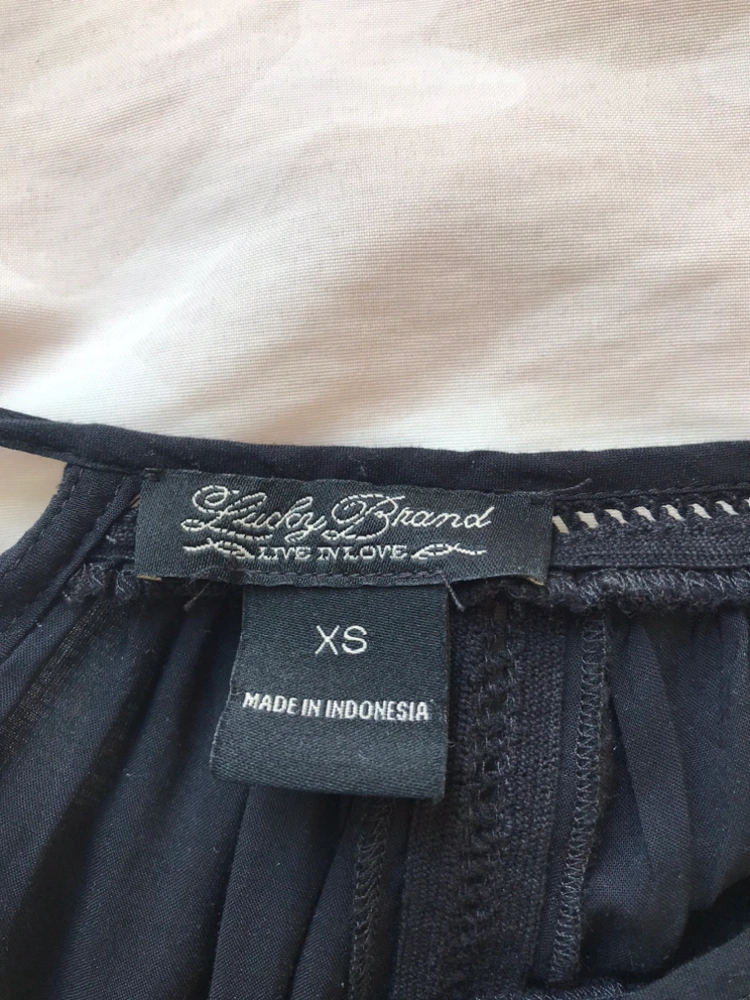 Lucky Brand
LIVE IN LOVE
XS
MADE IN INDONESIA